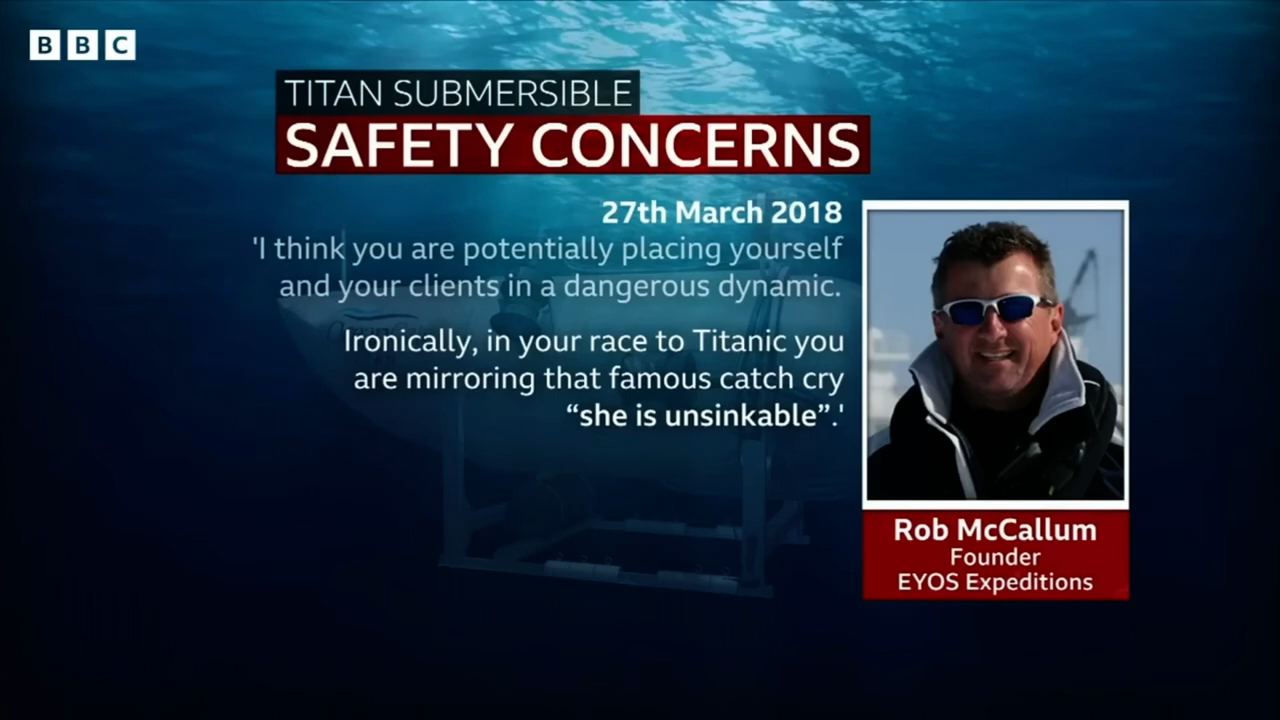 BBC
TITAN SUBMERSIBLE
SAFETY CONCERNS
27th March 2018
'I think you are potentially placing yourself
and your clients in a dangerous dynamic.
Ironically, in your race to Titanic you
are mirroring that famous catch cry
“she is unsinkable”.'
Rob McCallum
Founder
EYOS Expeditions